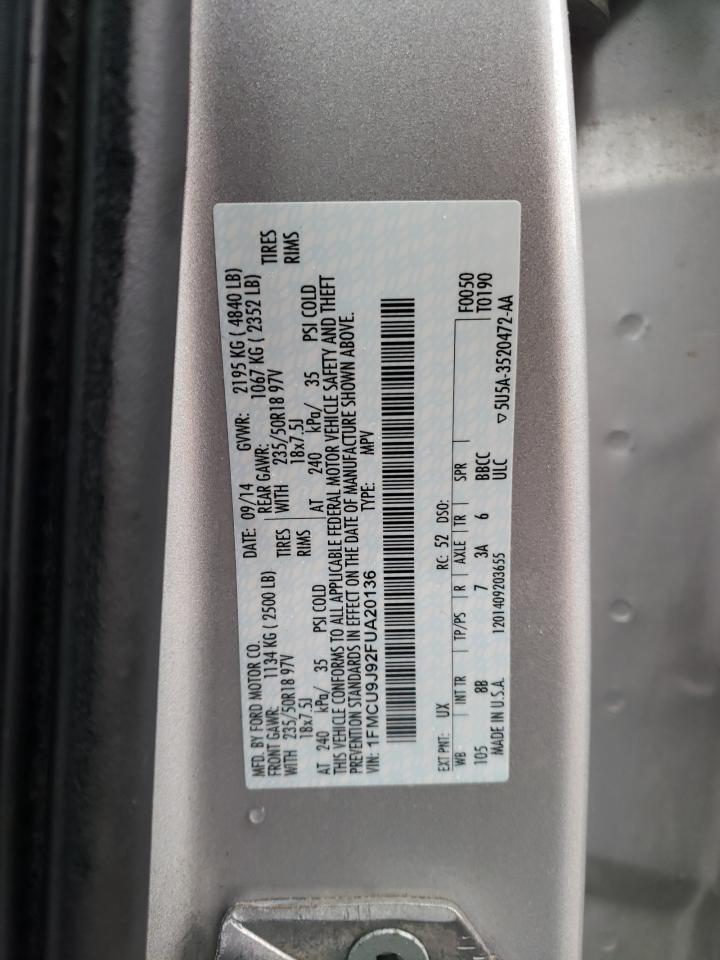 MFD. BY FORD MOTOR CO. DATE: 09/14 GVWR: 2195 KG ( 4840 LB)
FRONT GAWR: 1134 KG ( 2500 LB) REAR GAWR: 1067 KG ( 2352 LB)
WITH 235/50R18 97V TIRES WITH 235/50R18 97V TIRES
18x7.5J RIMS 18x7.5J RIMS
AT 240 kPa/ 35 PSI COLD AT 240 kPa/ 35 PSI COLD
THIS VEHICLE CONFORMS TO ALL APPLICABLE FEDERAL MOTOR VEHICLE SAFETY AND THEFT
PREVENTION STANDARDS IN EFFECT ON THE DATE OF MANUFACTURE SHOWN ABOVE.
VIN: 1FMCU9J92FUA20136 TYPE: MPV
EXT PNT: UX RC: 52 DSO: F0050
WB INT TR TP/PS R AXLE TR SPR T0190
105 8B 7 3A 6 BBCC
MADE IN U.S.A. 1201409203655 ULC ▽5U5A-3520472-AA